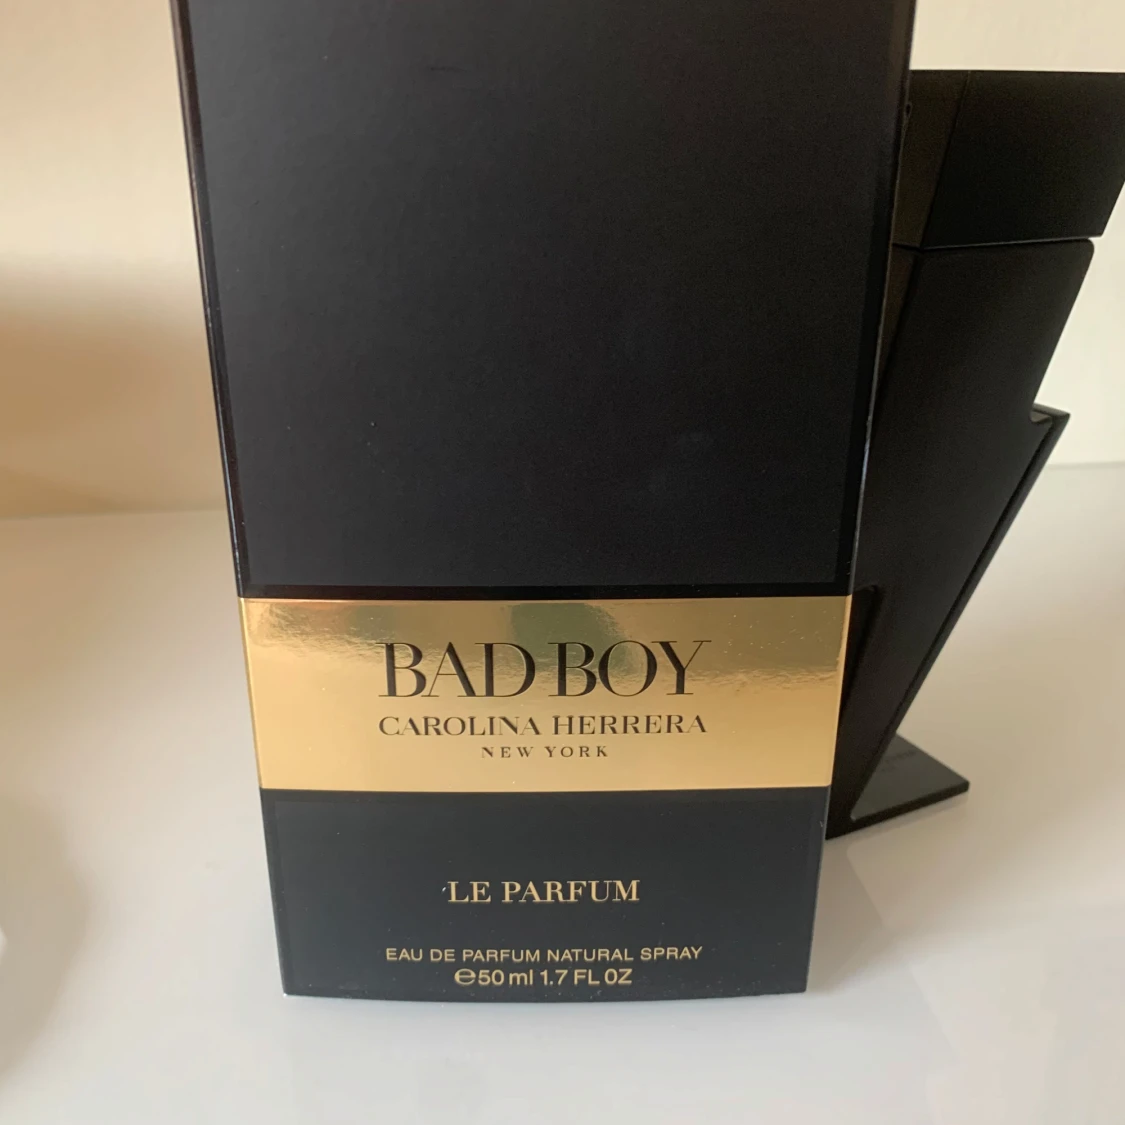 BAD BOY
CAROLINA HERRERA
NEW YORK
LE PARFUM
EAU DE PARFUM NATURAL SPRAY
℮50 ml 1.7 FL OZ